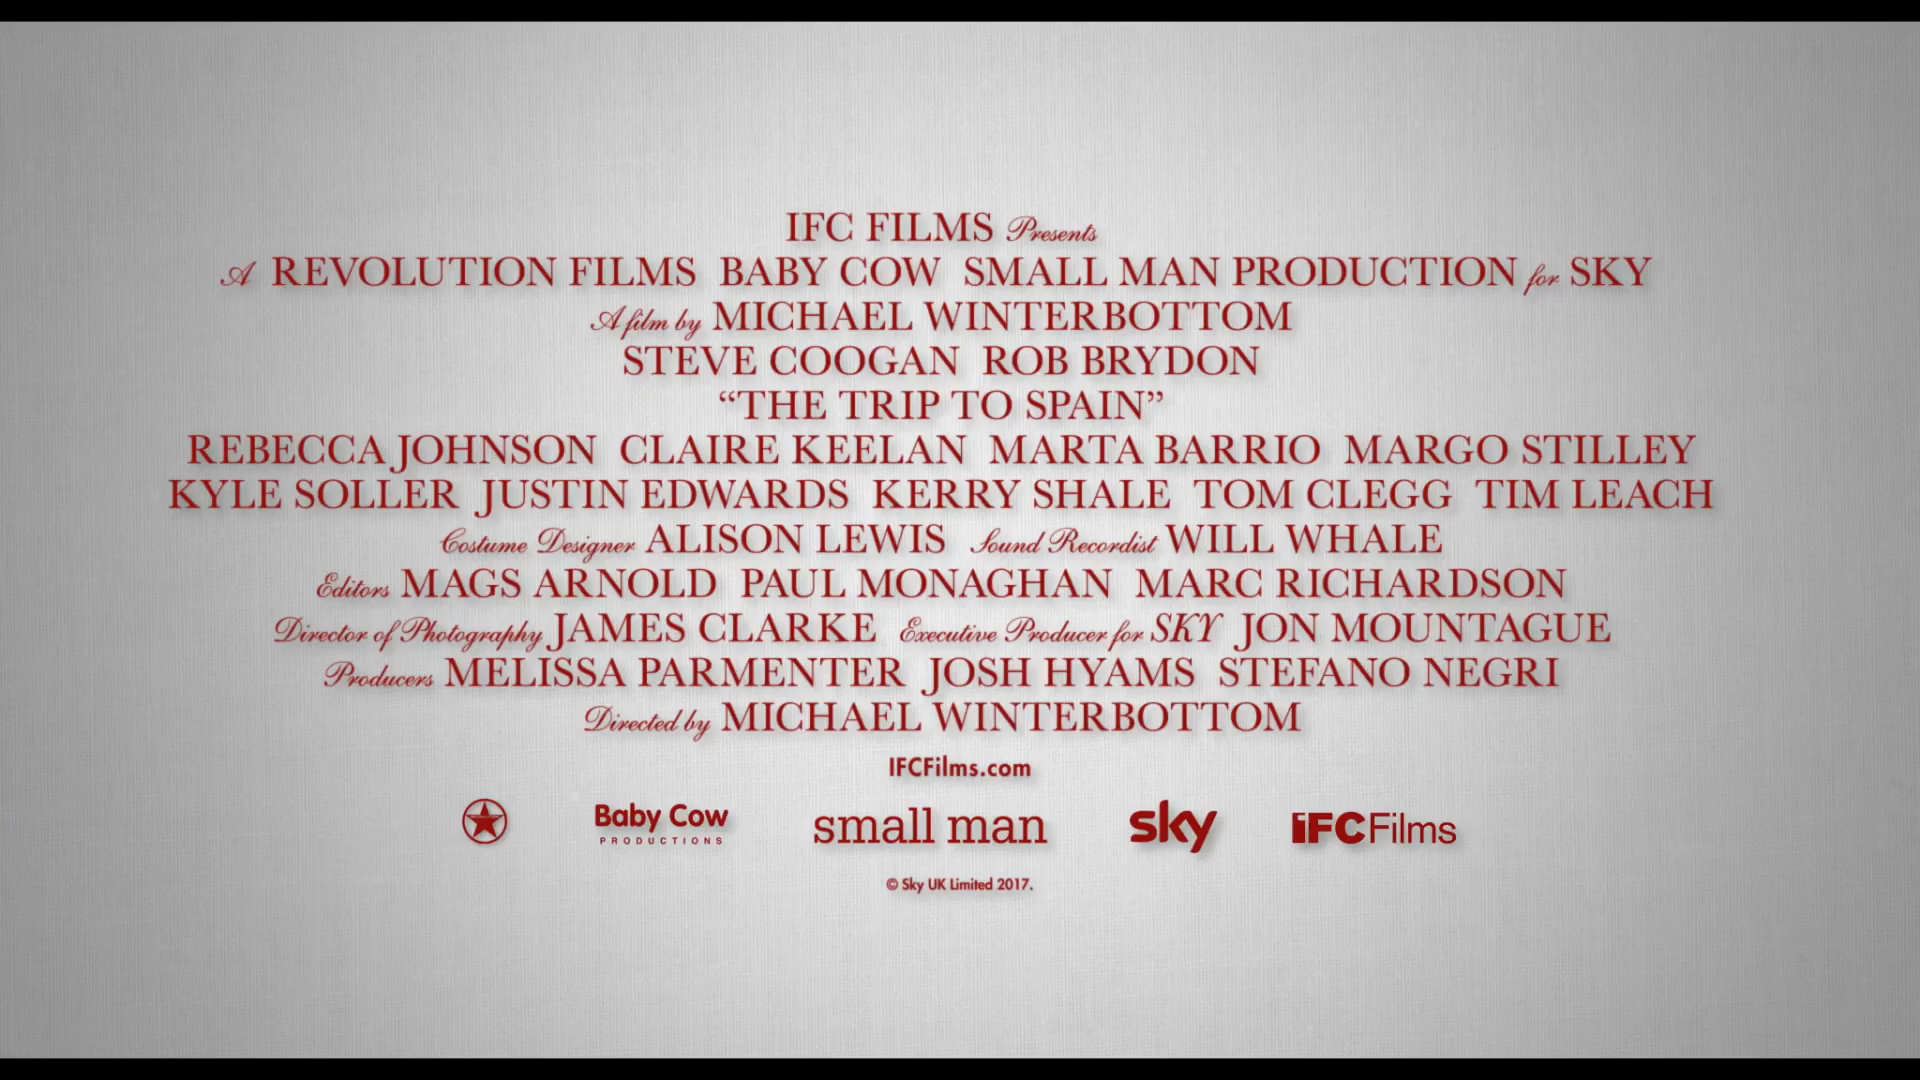 IFC FILMS Presents
A REVOLUTION FILMS BABY COW SMALL MAN PRODUCTION for SKY
A film by MICHAEL WINTERBOTTOM
STEVE COOGAN ROB BRYDON
“THE TRIP TO SPAIN”
REBECCA JOHNSON CLAIRE KEELAN MARTA BARRIO MARGO STILLEY
KYLE SOLLER JUSTIN EDWARDS KERRY SHALE TOM CLEGG TIM LEACH
Costume Designer ALISON LEWIS Sound Recordist WILL WHALE
Editors MAGS ARNOLD PAUL MONAGHAN MARC RICHARDSON
Director of Photography JAMES CLARKE Executive Producer for SKY JON MOUNTAGUE
Producers MELISSA PARMENTER JOSH HYAMS STEFANO NEGRI
Directed by MICHAEL WINTERBOTTOM
IFCFilms.com
Baby Cow PRODUCTIONS small man sky IFCFilms
© Sky UK Limited 2017.